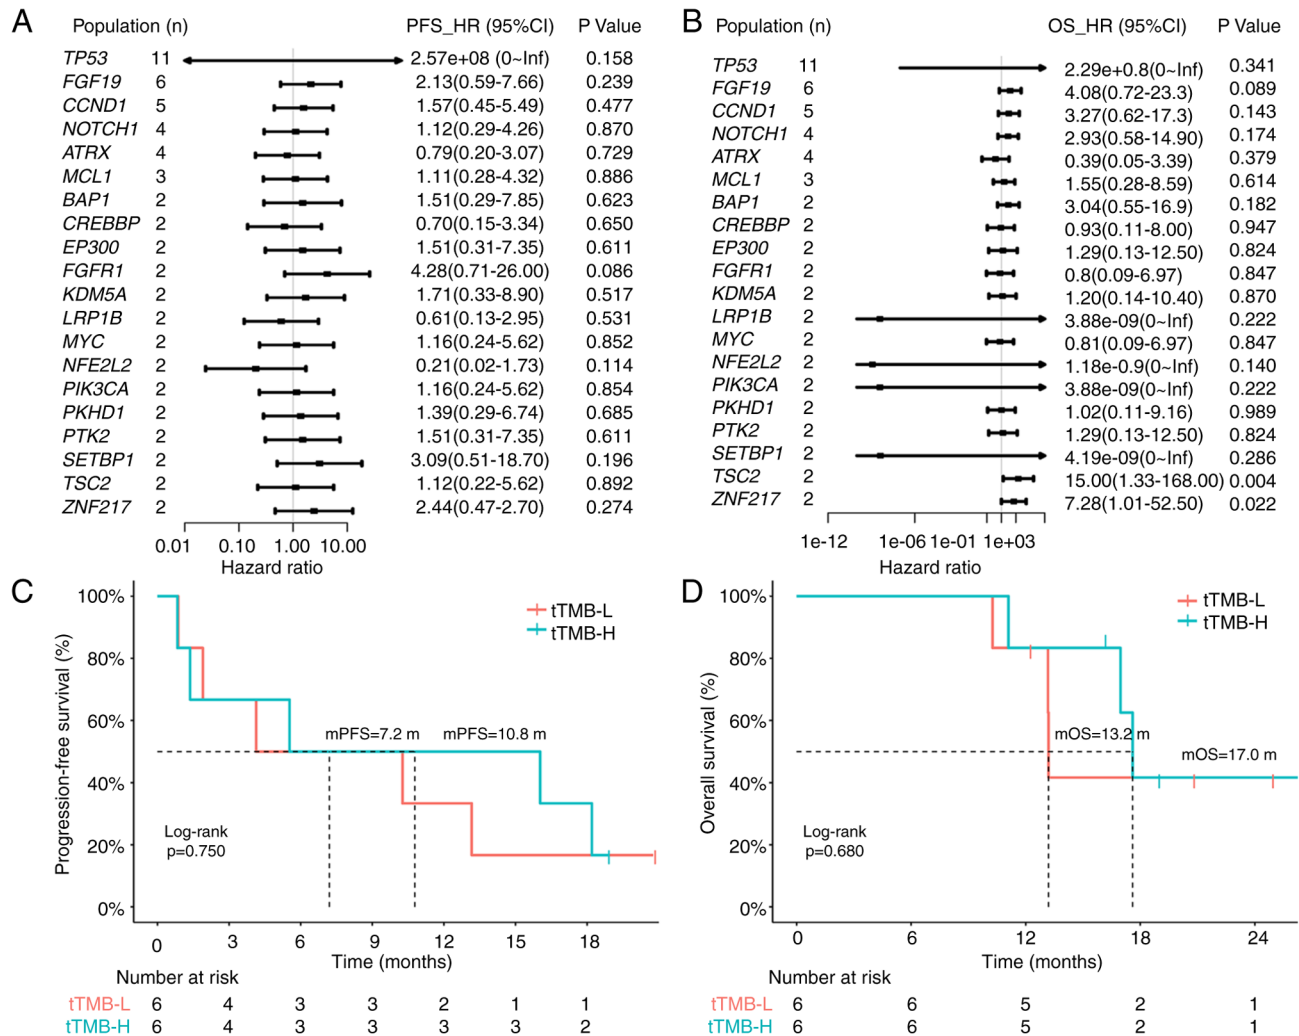 A
Population (n) PFS_HR (95%CI) P Value
TP53 11 2.57e+08 (0~Inf) 0.158
FGF19 6 2.13(0.59-7.66) 0.239
CCND1 5 1.57(0.45-5.49) 0.477
NOTCH1 4 1.12(0.29-4.26) 0.870
ATRX 4 0.79(0.20-3.07) 0.729
MCL1 3 1.11(0.28-4.32) 0.886
BAP1 2 1.51(0.29-7.85) 0.623
CREBBP 2 0.70(0.15-3.34) 0.650
EP300 2 1.51(0.31-7.35) 0.611
FGFR1 2 4.28(0.71-26.00) 0.086
KDM5A 2 1.71(0.33-8.90) 0.517
LRP1B 2 0.61(0.13-2.95) 0.531
MYC 2 1.16(0.24-5.62) 0.852
NFE2L2 2 0.21(0.02-1.73) 0.114
PIK3CA 2 1.16(0.24-5.62) 0.854
PKHD1 2 1.39(0.29-6.74) 0.685
PTK2 2 1.51(0.31-7.35) 0.611
SETBP1 2 3.09(0.51-18.70) 0.196
TSC2 2 1.12(0.22-5.62) 0.892
ZNF217 2 2.44(0.47-2.70) 0.274
0.01 0.10 1.00 10.00
Hazard ratio
B
Population (n) OS_HR (95%CI) P Value
TP53 11 2.29e+0.8(0~Inf) 0.341
FGF19 6 4.08(0.72-23.3) 0.089
CCND1 5 3.27(0.62-17.3) 0.143
NOTCH1 4 2.93(0.58-14.90) 0.174
ATRX 4 0.39(0.05-3.39) 0.379
MCL1 3 1.55(0.28-8.59) 0.614
BAP1 2 3.04(0.55-16.9) 0.182
CREBBP 2 0.93(0.11-8.00) 0.947
EP300 2 1.29(0.13-12.50) 0.824
FGFR1 2 0.8(0.09-6.97) 0.847
KDM5A 2 1.20(0.14-10.40) 0.870
LRP1B 2 3.88e-09(0~Inf) 0.222
MYC 2 0.81(0.09-6.97) 0.847
NFE2L2 2 1.18e-0.9(0~Inf) 0.140
PIK3CA 2 3.88e-09(0~Inf) 0.222
PKHD1 2 1.02(0.11-9.16) 0.989
PTK2 2 1.29(0.13-12.50) 0.824
SETBP1 2 4.19e-09(0~Inf) 0.286
TSC2 2 15.00(1.33-168.00) 0.004
ZNF217 2 7.28(1.01-52.50) 0.022
1e-12 1e-06 1e-01 1e+03
Hazard ratio
C
Progression-free survival (%)
100%
80%
60%
40%
20%
0%
tTMB-L
tTMB-H
mPFS=7.2 m mPFS=10.8 m
Log-rank
p=0.750
0 3 6 9 12 15 18
Time (months)
Number at risk
tTMB-L 6 4 3 3 2 1 1
tTMB-H 6 4 3 3 3 3 2
D
Overall survival (%)
100%
80%
60%
40%
20%
0%
tTMB-L
tTMB-H
mOS=13.2 m
mOS=17.0 m
Log-rank
p=0.680
0 6 12 18 24
Time (months)
Number at risk
tTMB-L 6 6 5 2 1
tTMB-H 6 6 5 2 1